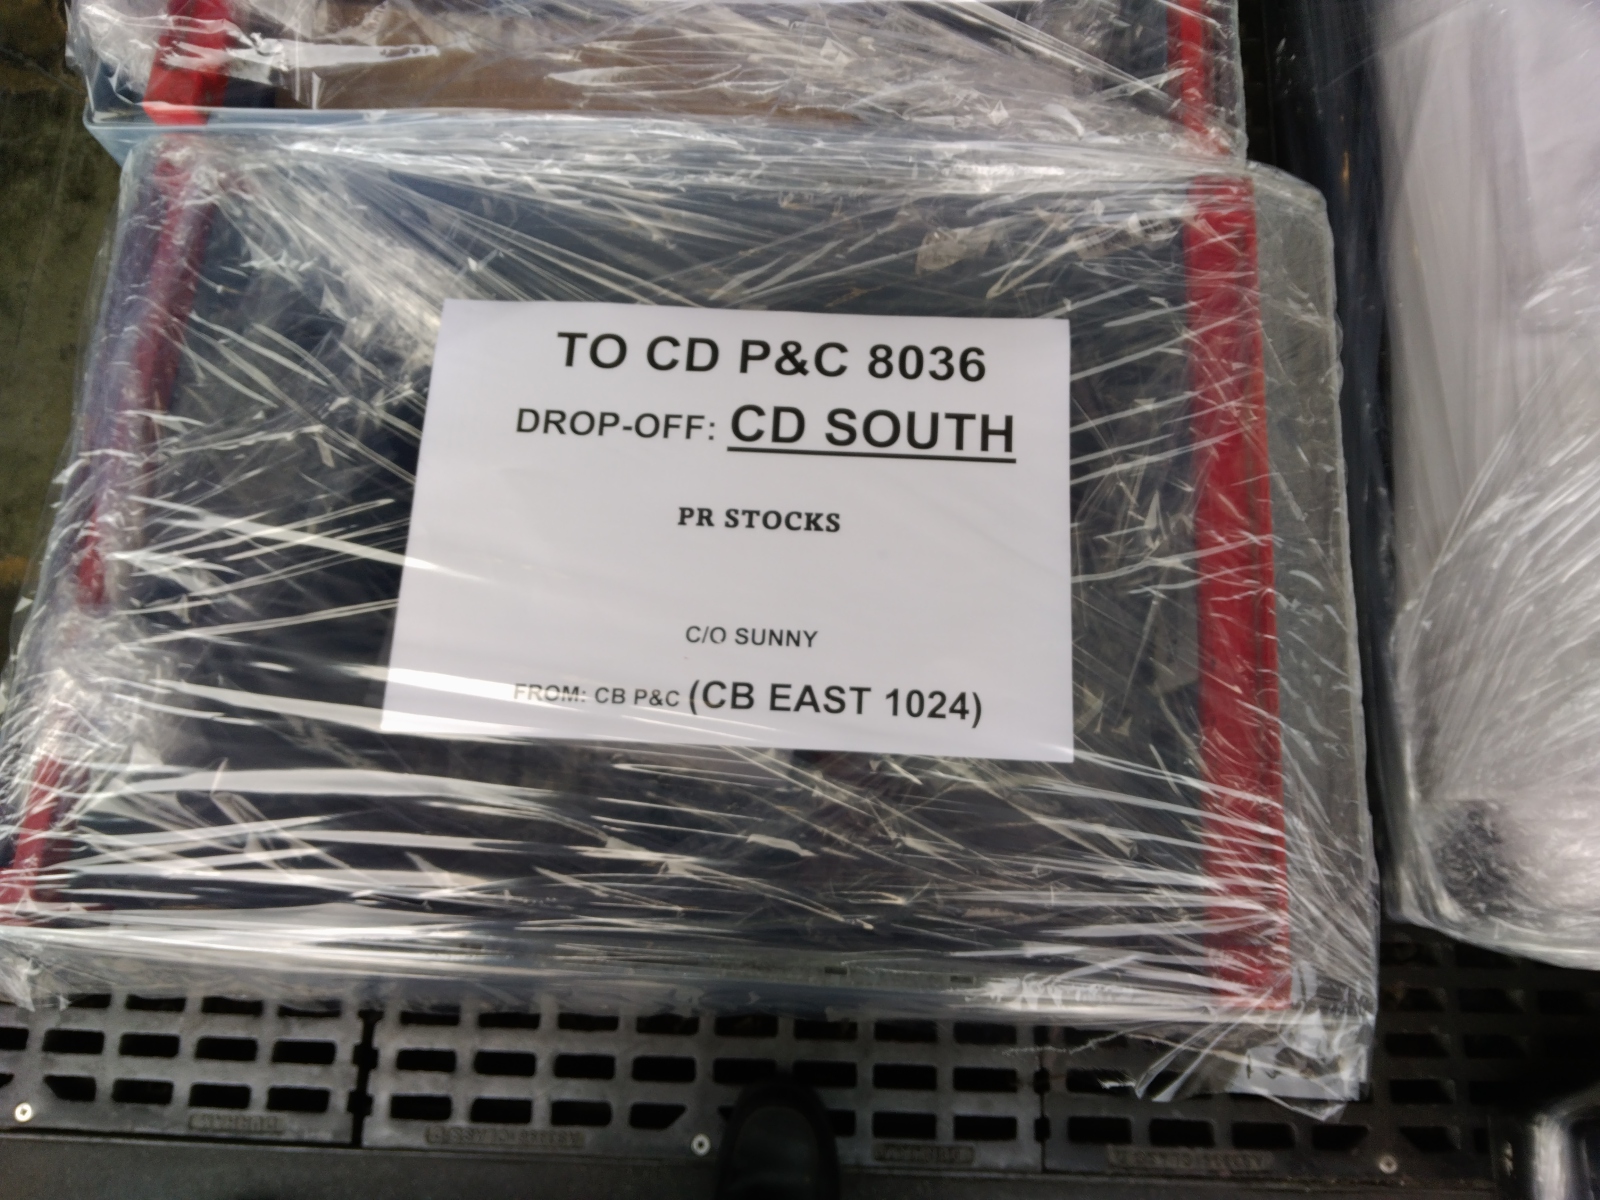 TO CD P&C 8036
DROP-OFF: CD SOUTH
PR STOCKS
C/O SUNNY
FROM: CB P&C (CB EAST 1024)